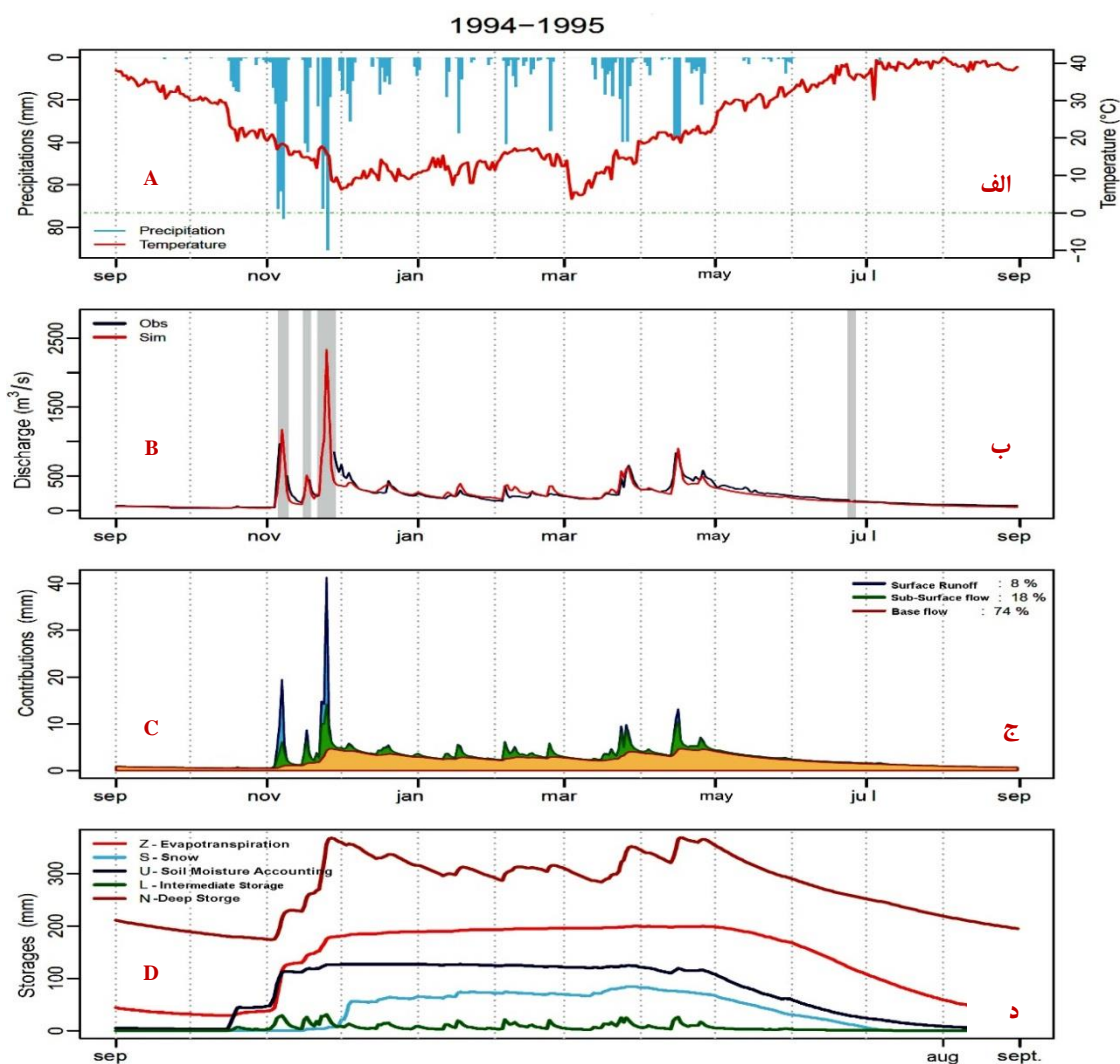 1994-1995
Precipitations (mm)
0
20
40
60
80
A
الف
Precipitation
Temperature
Temperature (°C)
40
30
20
10
0
-10
sep nov jan mar may jul sep
Discharge (m³/s)
2500
1500
500
0
Obs
Sim
B
ب
sep nov jan mar may jul sep
Contributions (mm)
40
30
20
10
0
Surface Runoff : 8 %
Sub-Surface flow : 18 %
Base flow : 74 %
C
ج
sep nov jan mar may jul sep
Storages (mm)
300
200
100
0
Z - Evapotranspiration
S - Snow
U - Soil Moisture Accounting
L - Intermediate Storage
N - Deep Storge
D
د
sep aug sept.